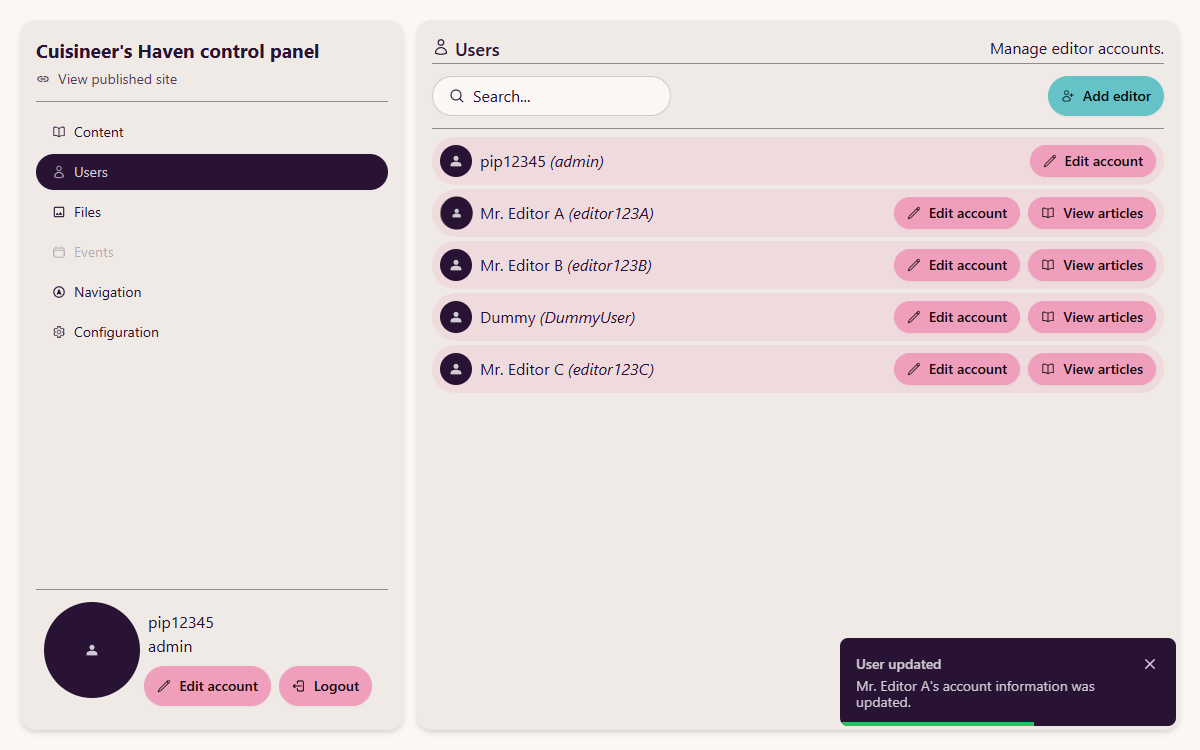 Cuisineer's Haven control panel
View published site
Content
Users
Files
Events
Navigation
Configuration
pip12345
admin
Edit account
Logout
Users
Manage editor accounts.
Search...
Add editor
pip12345 (admin)
Edit account
Mr. Editor A (editor123A)
Edit account
View articles
Mr. Editor B (editor123B)
Edit account
View articles
Dummy (DummyUser)
Edit account
View articles
Mr. Editor C (editor123C)
Edit account
View articles
User updated
Mr. Editor A's account information was
updated.